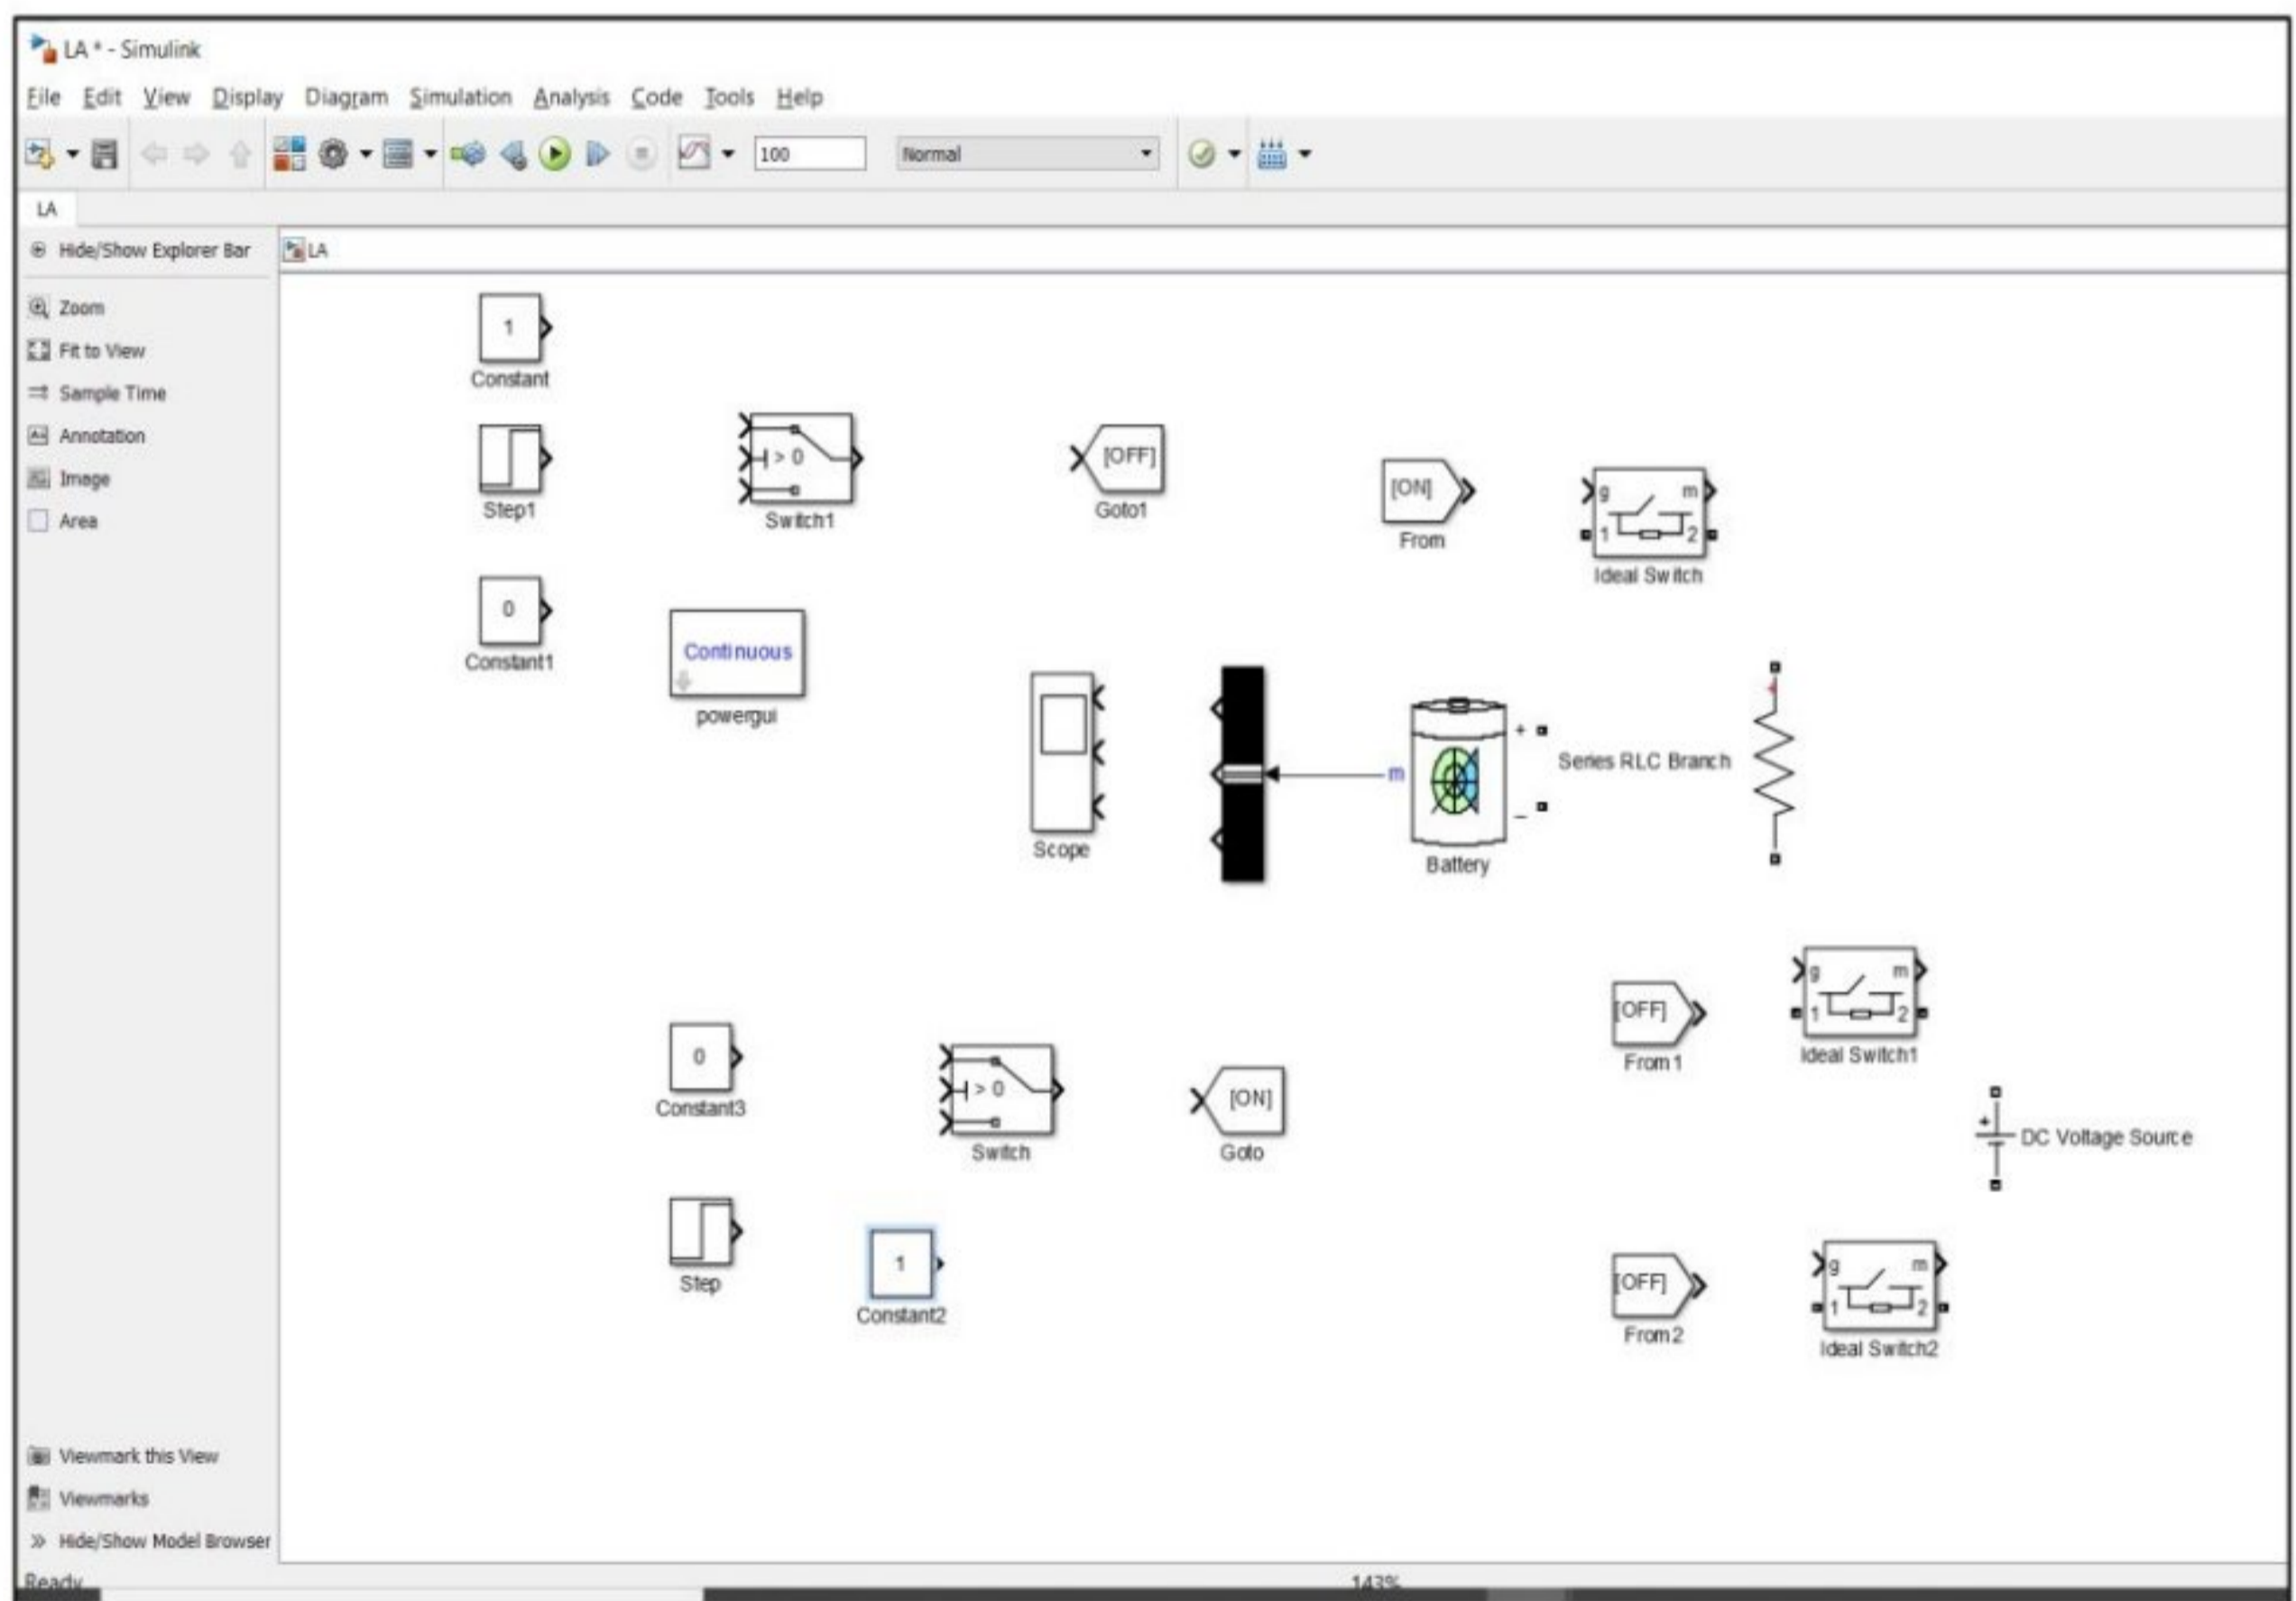 LA * - Simulink
File Edit View Display Diagram Simulation Analysis Code Tools Help
100 Normal
LA
Hide/Show Explorer Bar
LA
Zoom
Fit to View
Sample Time
Annotation
Image
Area
1
Constant
Step1
> 0
Switch1
[OFF]
Goto1
[ON]
From
g m
1 2
Ideal Switch
0
Constant1
Continuous
powergui
Scope
m
+
−
Battery
Series RLC Branch
[OFF]
From1
g m
1 2
Ideal Switch1
0
Constant3
> 0
Switch
[ON]
Goto
+
DC Voltage Source
Step
1
Constant2
[OFF]
From2
g m
1 2
Ideal Switch2
Viewmark this View
Viewmarks
Hide/Show Model Browser
Ready
143%